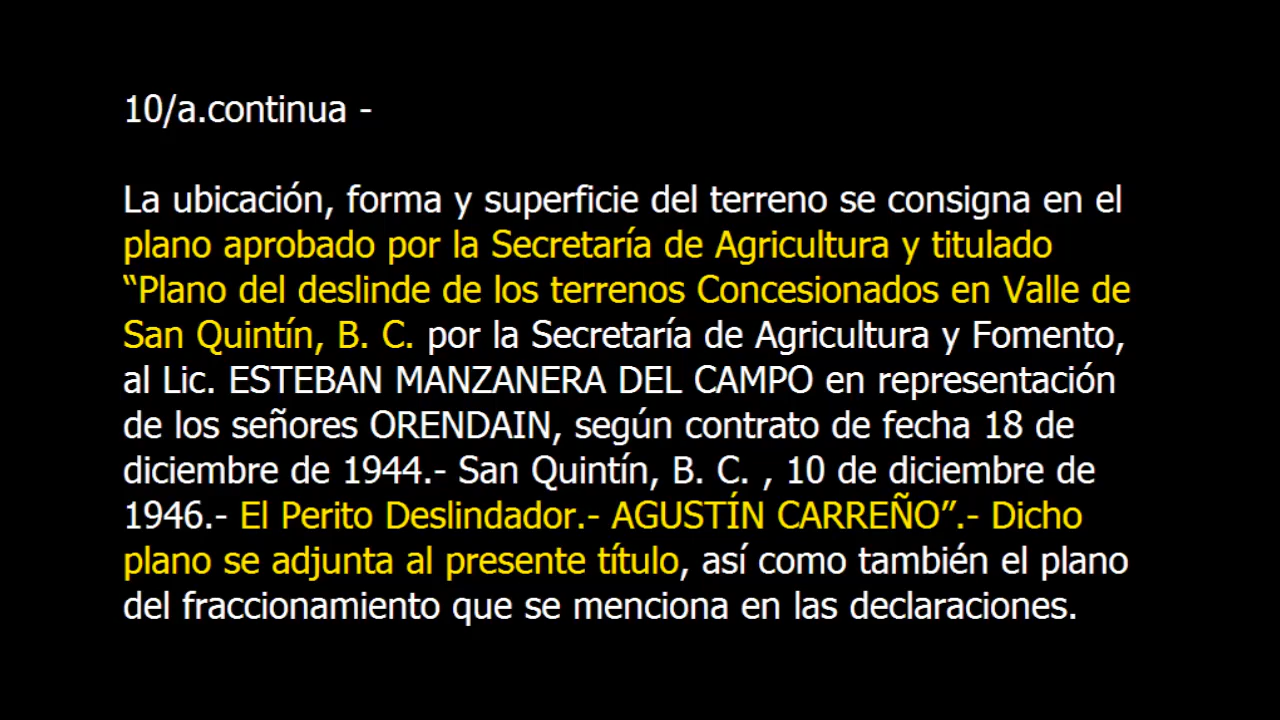 10/a.continua -
La ubicación, forma y superficie del terreno se consigna en el
plano aprobado por la Secretaría de Agricultura y titulado
“Plano del deslinde de los terrenos Concesionados en Valle de
San Quintín, B. C. por la Secretaría de Agricultura y Fomento,
al Lic. ESTEBAN MANZANERA DEL CAMPO en representación
de los señores ORENDAIN, según contrato de fecha 18 de
diciembre de 1944.- San Quintín, B. C. , 10 de diciembre de
1946.- El Perito Deslindador.- AGUSTÍN CARREÑO”.- Dicho
plano se adjunta al presente título, así como también el plano
del fraccionamiento que se menciona en las declaraciones.